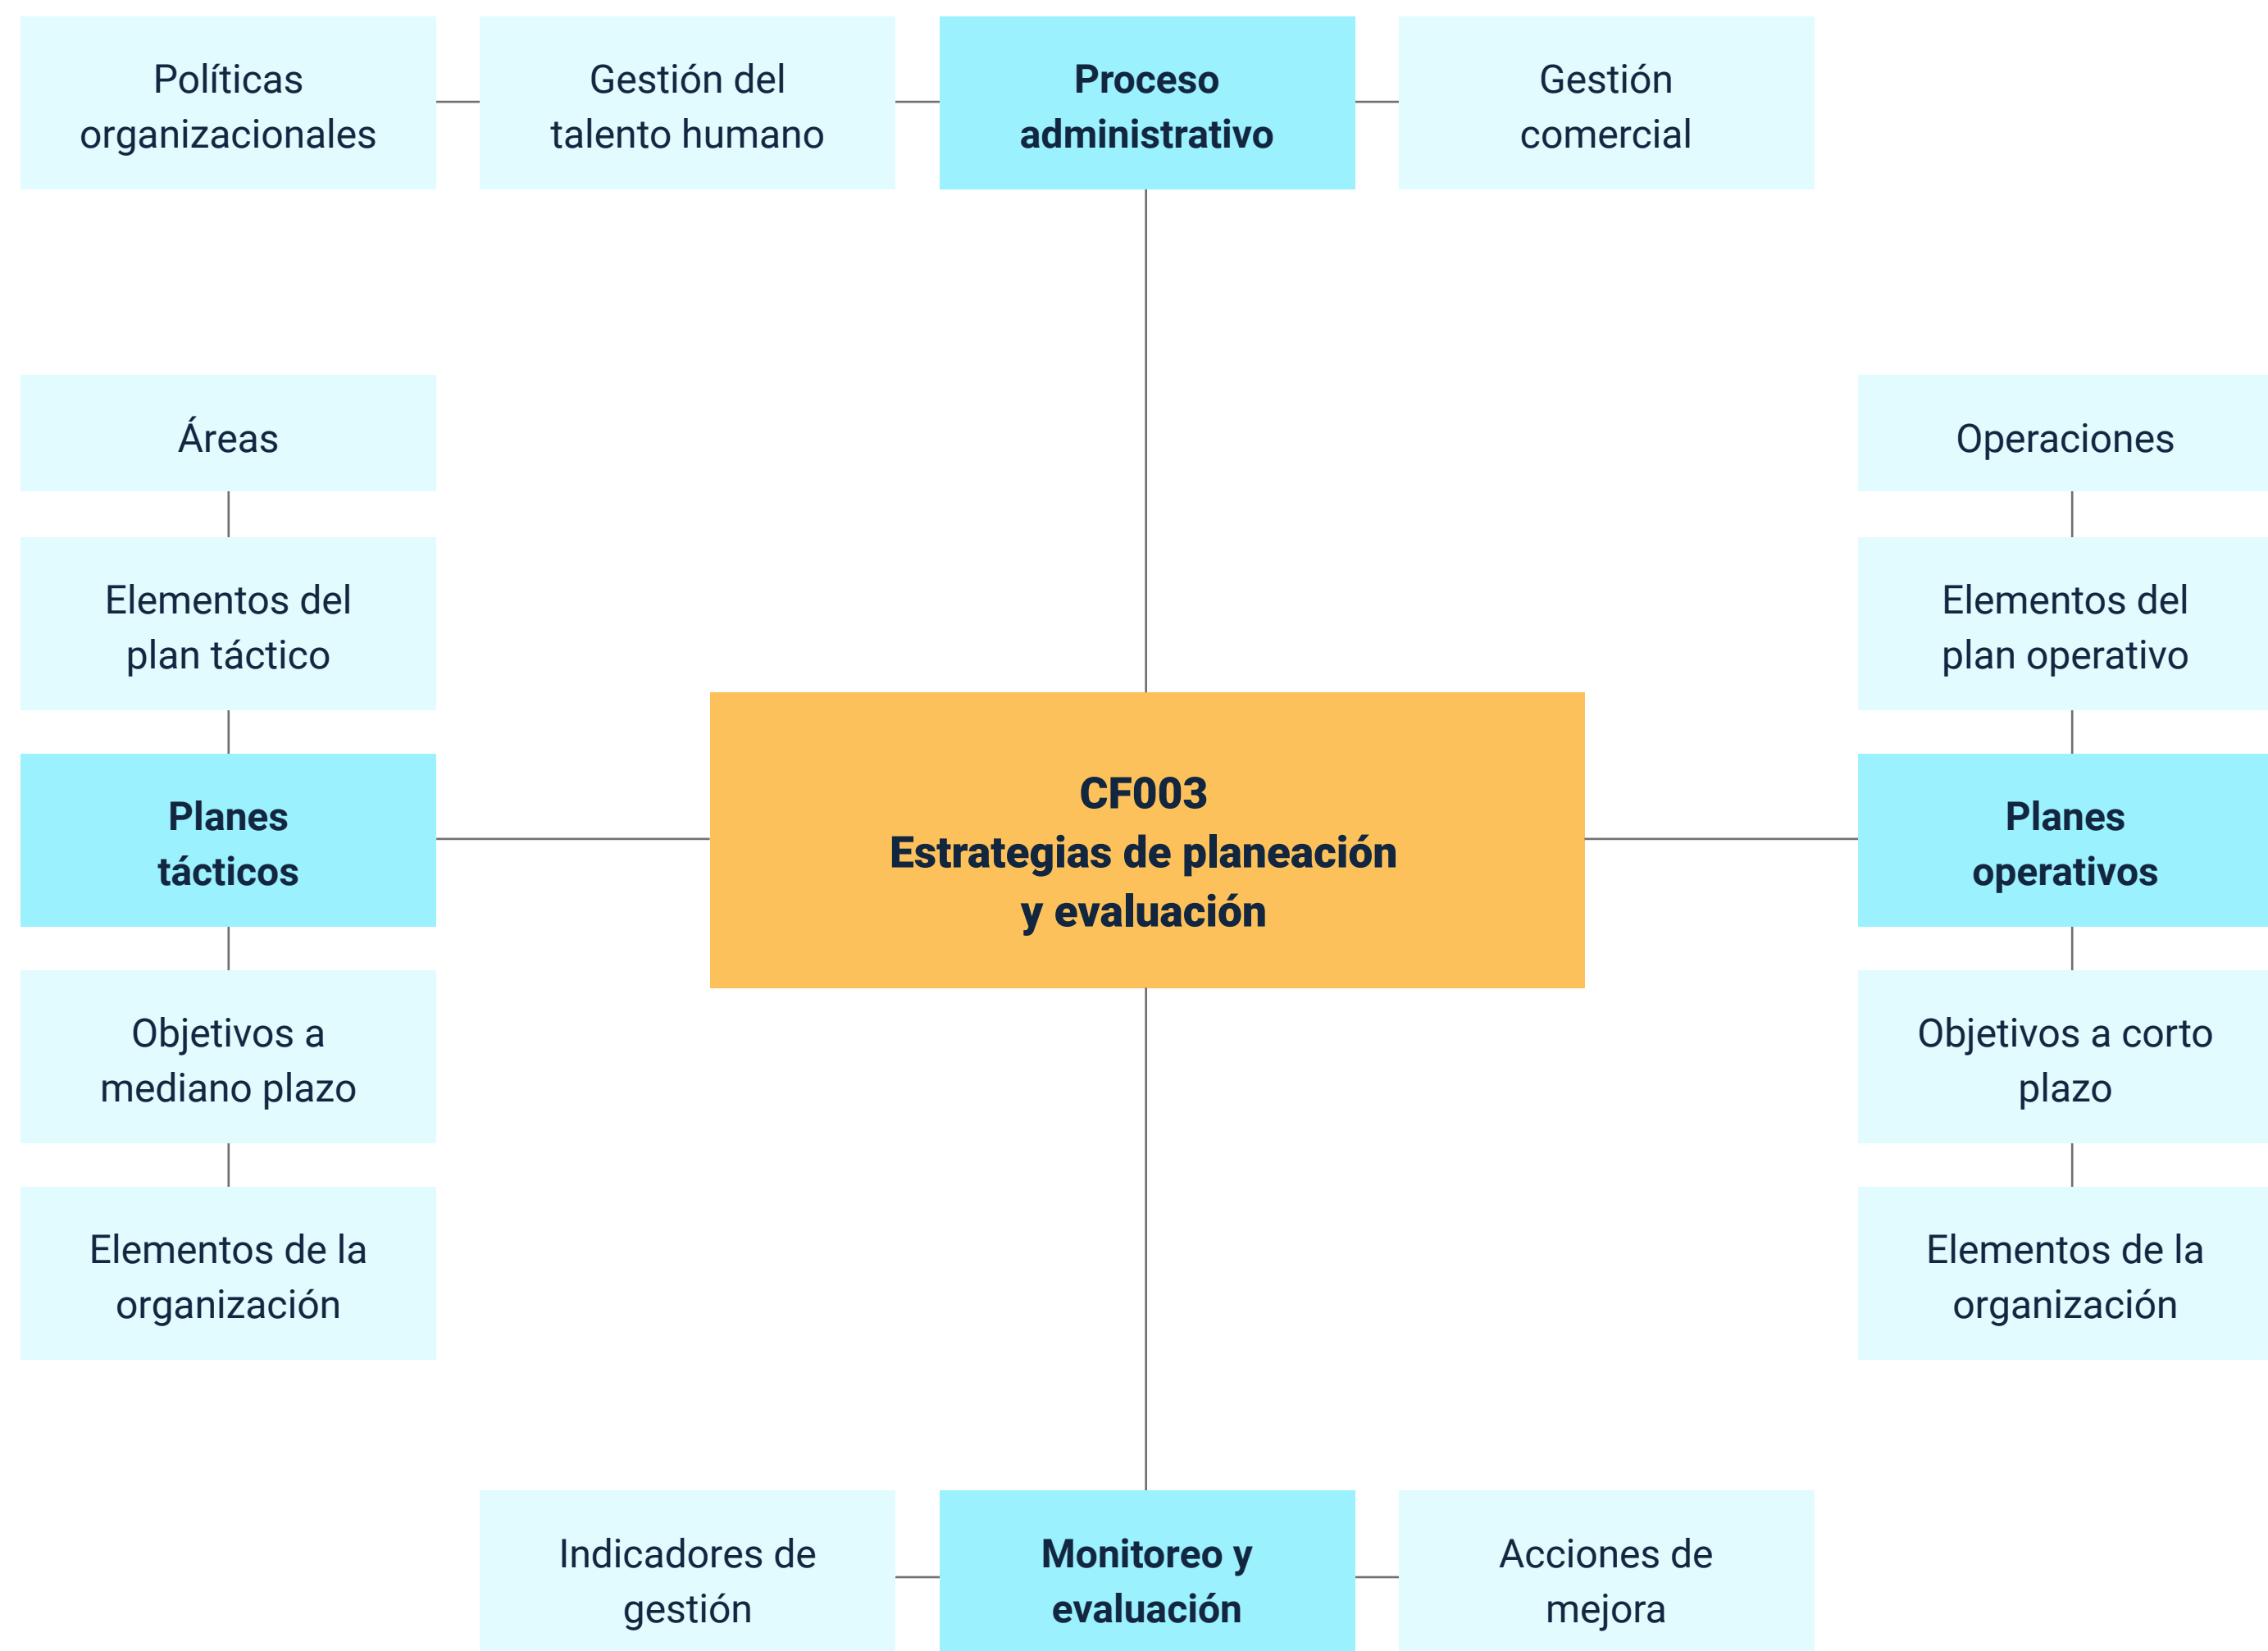 Políticas
organizacionales
Gestión del
talento humano
Proceso
administrativo
Gestión
comercial
Áreas
Elementos del
plan táctico
Planes
tácticos
Objetivos a
mediano plazo
Elementos de la
organización
CF003
Estrategias de planeación
y evaluación
Operaciones
Elementos del
plan operativo
Planes
operativos
Objetivos a corto
plazo
Elementos de la
organización
Indicadores de
gestión
Monitoreo y
evaluación
Acciones de
mejora